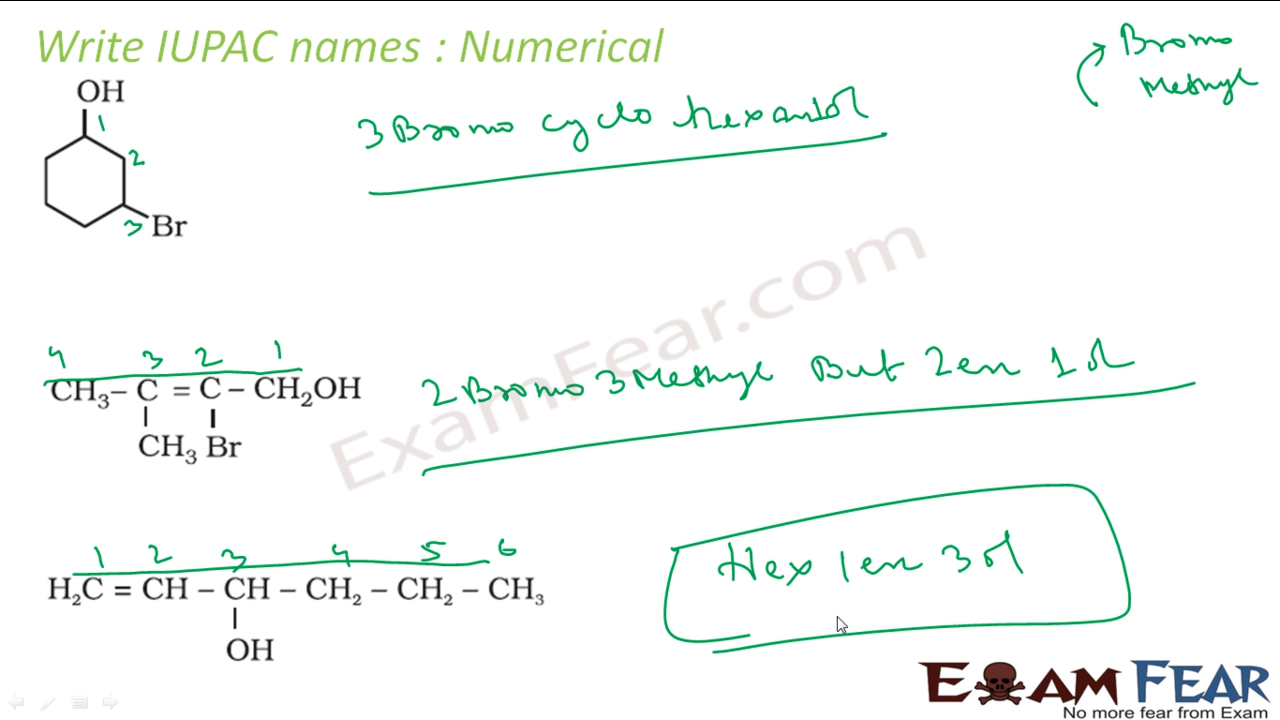 Write IUPAC names : Numerical
Bromo
Methyl
OH
1
2
3
Br
3 Bromo cyclo Hexanol
ExamFear.com
4 3 2 1
CH₃– C = C – CH₂OH
CH₃ Br
2 Bromo 3 Methyl But 2 en 1 ol
1 2 3 4 5 6
H₂C = CH – CH – CH₂ – CH₂ – CH₃
OH
Hex 1 en 3 ol
EXAM FEAR
No more fear from Exam